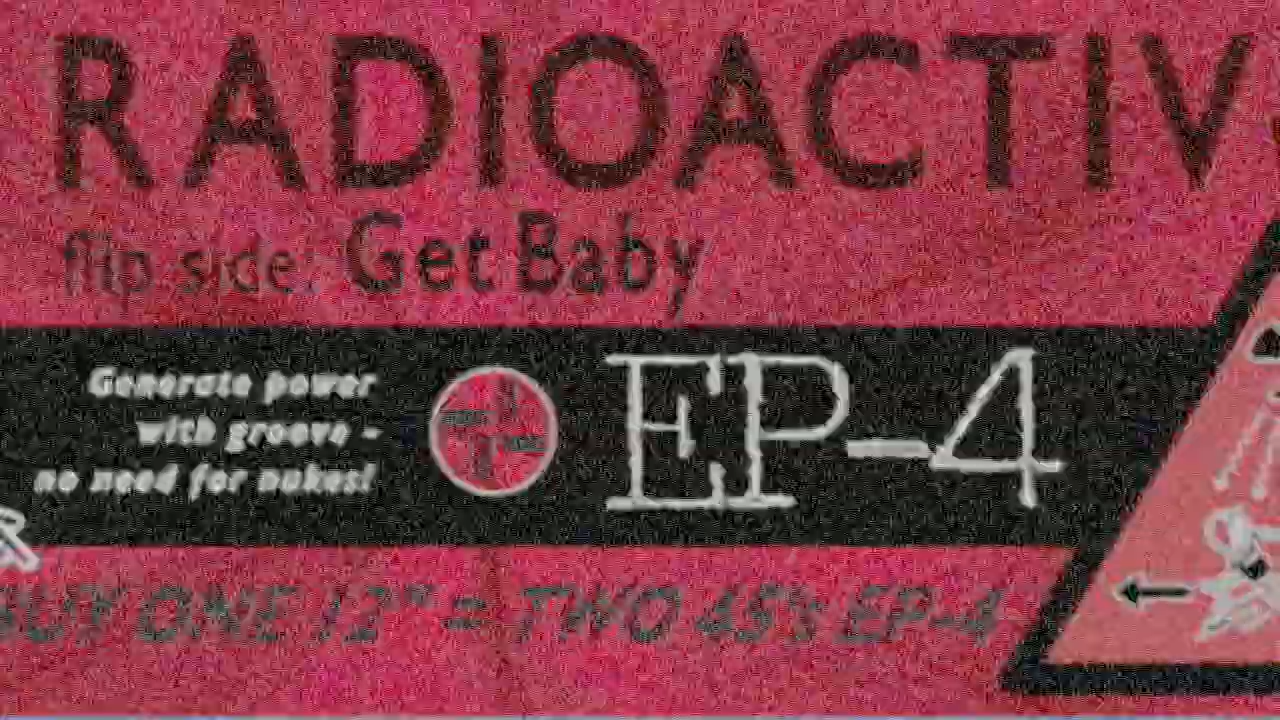 RADIOACTIV
flip side: Get Baby
Generate power
with groove -
no need for nukes!
EP-4
BUY ONE 12" = TWO 45's EP-4